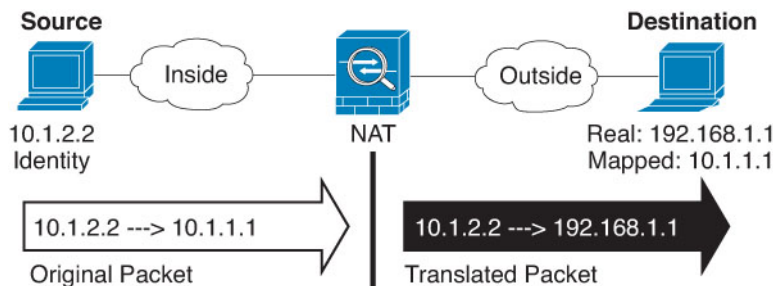 Source
Destination
Inside
Outside
10.1.2.2
Identity
NAT
Real: 192.168.1.1
Mapped: 10.1.1.1
10.1.2.2 ---> 10.1.1.1
10.1.2.2 ---> 192.168.1.1
Original Packet
Translated Packet